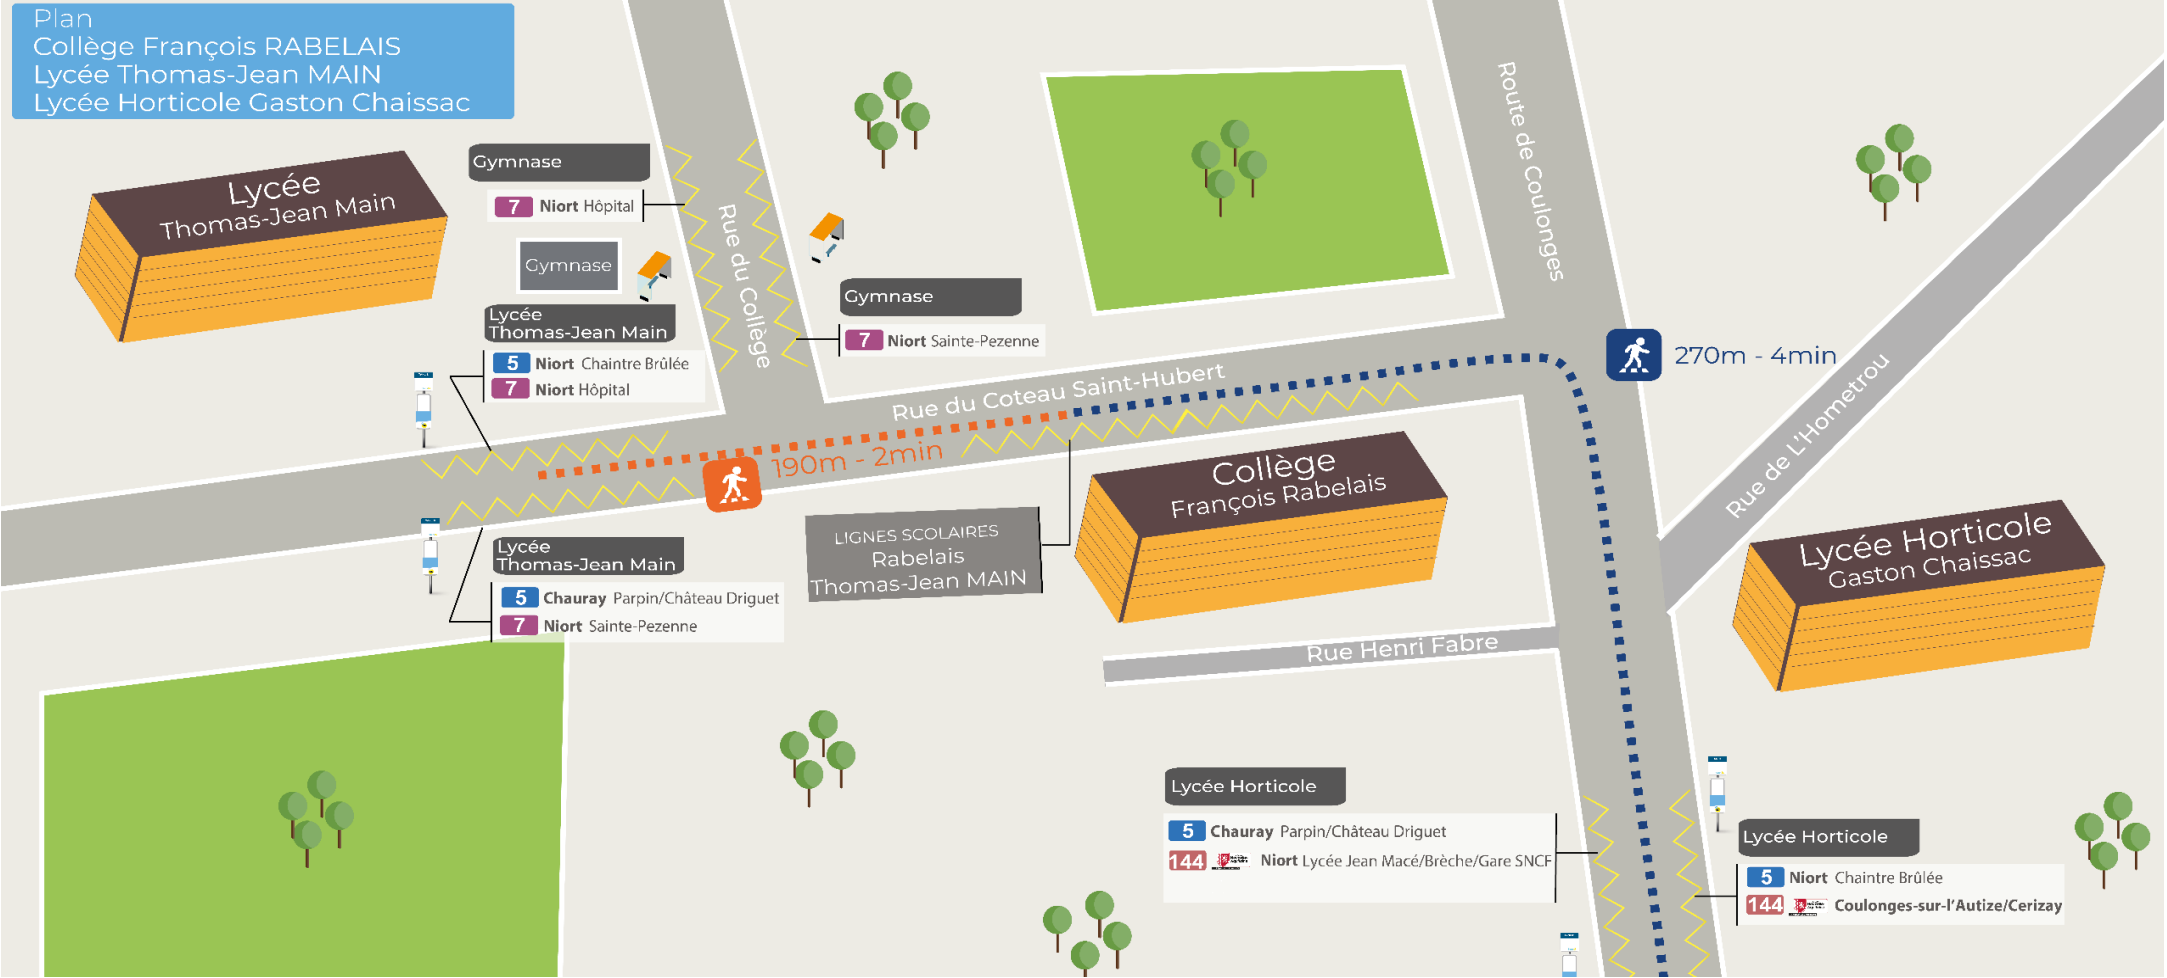 Plan
Collège François RABELAIS
Lycée Thomas-Jean MAIN
Lycée Horticole Gaston Chaissac
Lycée
Thomas-Jean Main
Gymnase
7 Niort Hôpital
Gymnase
Lycée
Thomas-Jean Main
5 Niort Chaintre Brûlée
7 Niort Hôpital
Rue du Collège
Gymnase
7 Niort Sainte-Pezenne
Route de Coulonges
270m - 4min
Rue de L'Hometrou
Rue du Coteau Saint-Hubert
190m - 2min
Lycée
Thomas-Jean Main
5 Chauray Parpin/Château Driguet
7 Niort Sainte-Pezenne
LIGNES SCOLAIRES
Rabelais
Thomas-Jean MAIN
Collège
François Rabelais
Lycée Horticole
Gaston Chaissac
Rue Henri Fabre
Lycée Horticole
5 Chauray Parpin/Château Driguet
144 Niort Lycée Jean Macé/Brèche/Gare SNCF
Lycée Horticole
5 Niort Chaintre Brûlée
144 Coulonges-sur-l'Autize/Cerizay